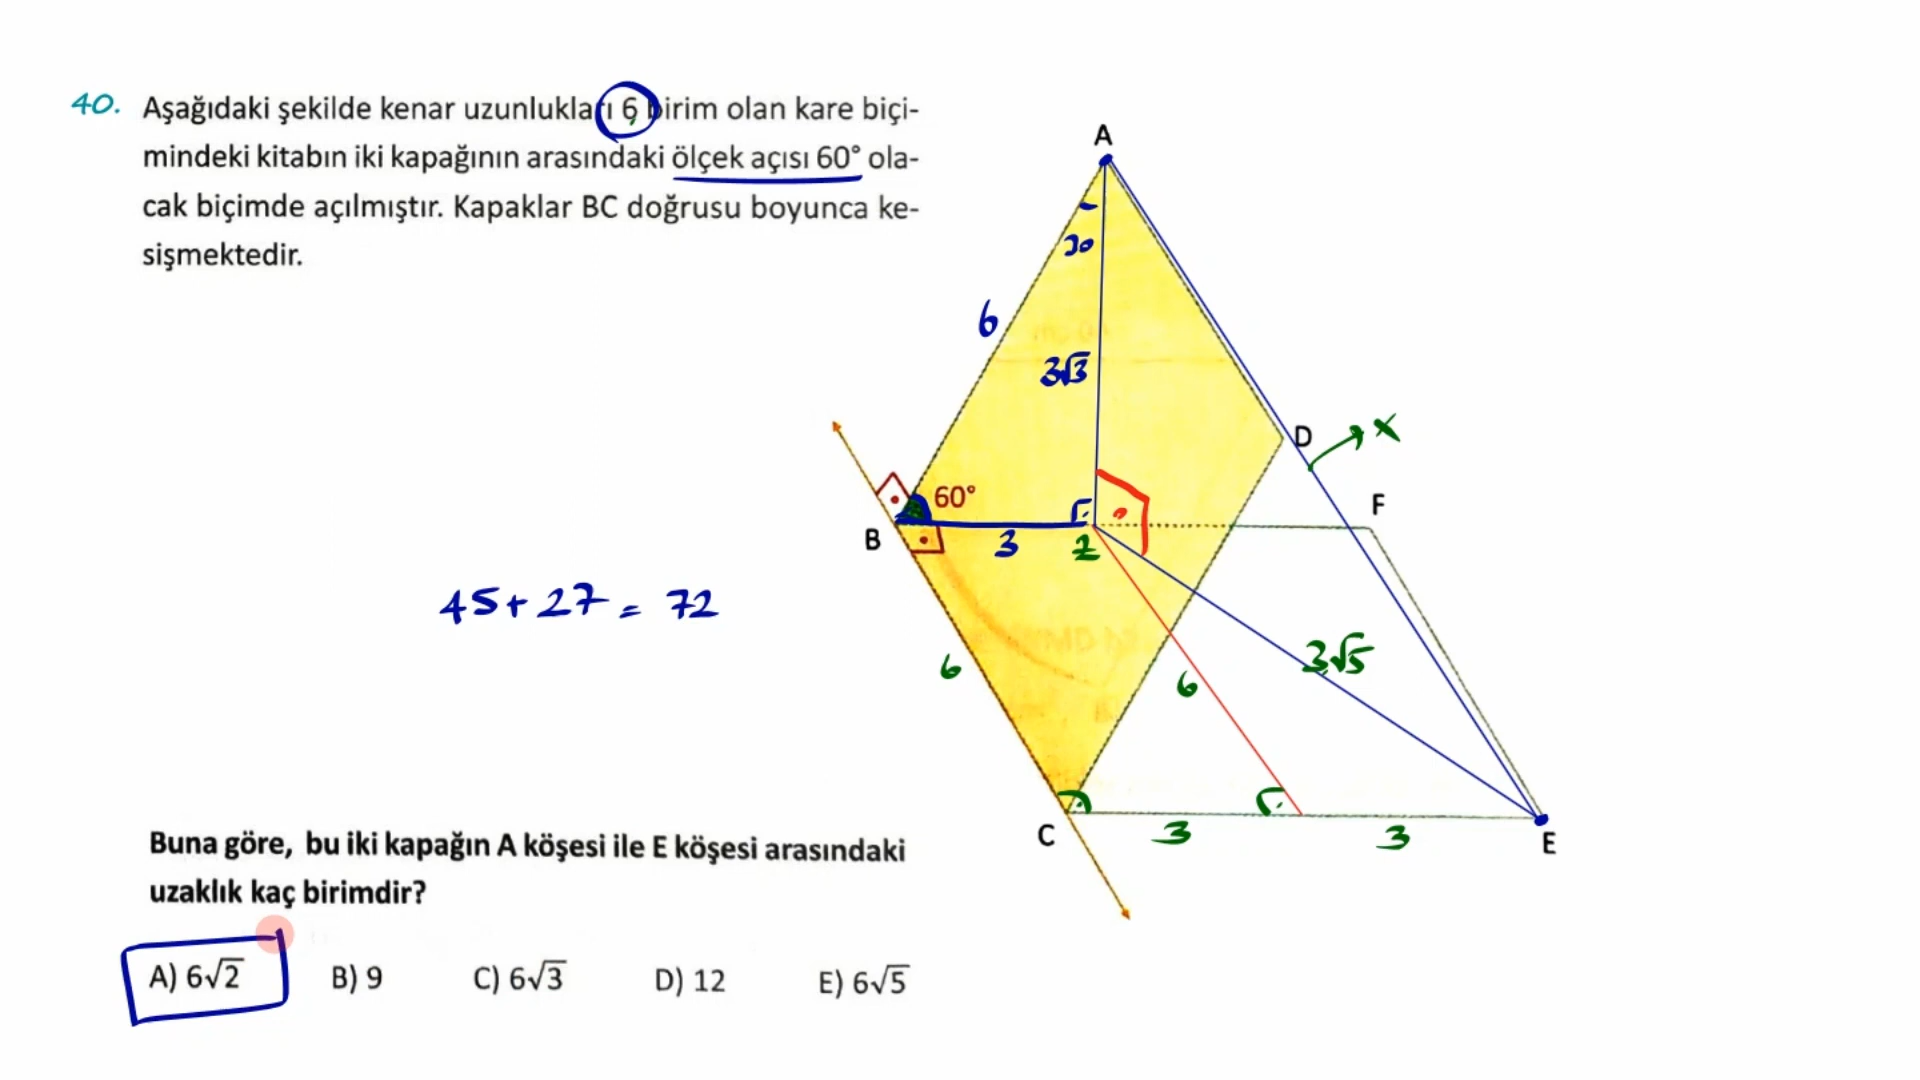 40. Aşağıdaki şekilde kenar uzunlukları 6 birim olan kare biçi-
mindeki kitabın iki kapağının arasındaki ölçek açısı 60° ola-
cak biçimde açılmıştır. Kapaklar BC doğrusu boyunca ke-
sişmektedir.
A
30
6
3√3
D
x
60°
F
B
3
2
45+27=72
6
3√5
6
C
3
3
E
Buna göre, bu iki kapağın A köşesi ile E köşesi arasındaki
uzaklık kaç birimdir?
A) 6√2 B) 9 C) 6√3 D) 12 E) 6√5